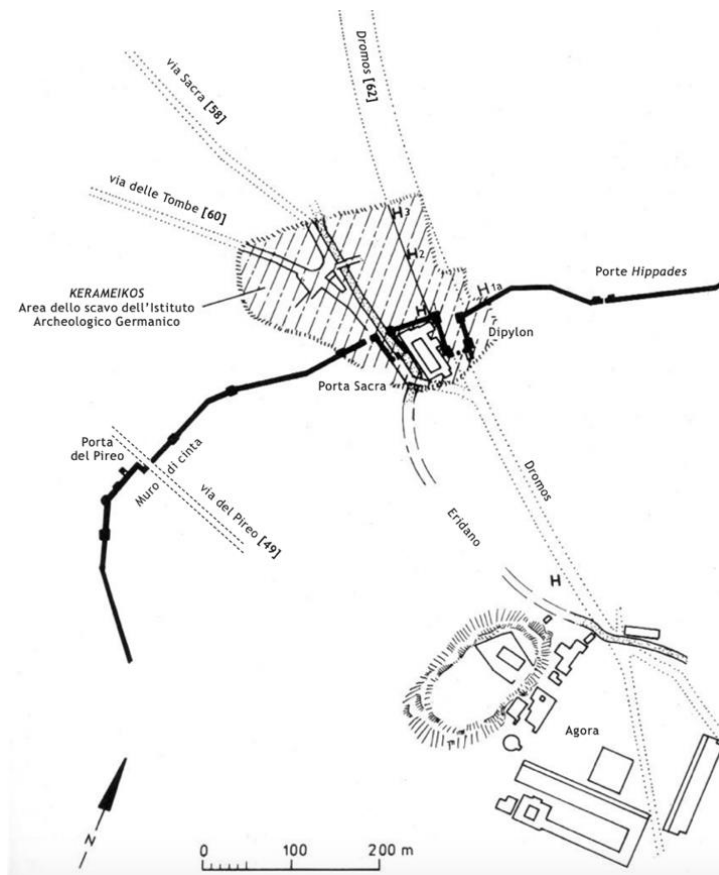 via Sacra [58]
Dromos [62]
via delle Tombe [60]
H3
H2
KERAMEIKOS
Area dello scavo dell'Istituto
Archeologico Germanico
H1a
Porte Hippades
H
Dipylon
Porta Sacra
Porta
del Pireo
Muro di cinta
via del Pireo [49]
Dromos
Eridano
H
Agora
N
0 100 200 m